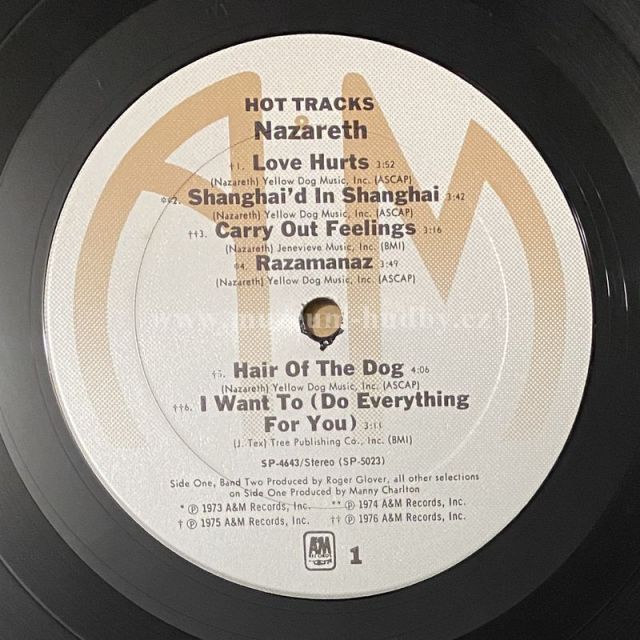 HOT TRACKS
Nazareth
†1. Love Hurts 3:52
(Nazareth) Yellow Dog Music, Inc. (ASCAP)
**2. Shanghai'd In Shanghai 3:42
(Nazareth) Yellow Dog Music, Inc. (ASCAP)
††3. Carry Out Feelings 3:16
(Nazareth) Jenevieve Music, Inc. (BMI)
*4. Razamanaz 3:49
(Nazareth) Yellow Dog Music, Inc. (ASCAP)
†5. Hair Of The Dog 4:06
(Nazareth) Yellow Dog Music, Inc. (ASCAP)
††6. I Want To (Do Everything
For You) 3:11
(J. Tex) Tree Publishing Co., Inc. (BMI)
SP-4643/Stereo (SP-5023)
Side One, Band Two Produced by Roger Glover, all other selections
on Side One Produced by Manny Charlton
* ℗ 1973 A&M Records, Inc. ** ℗ 1974 A&M Records, Inc.
† ℗ 1975 A&M Records, Inc. †† ℗ 1976 A&M Records, Inc.
A&M
RECORDS
1